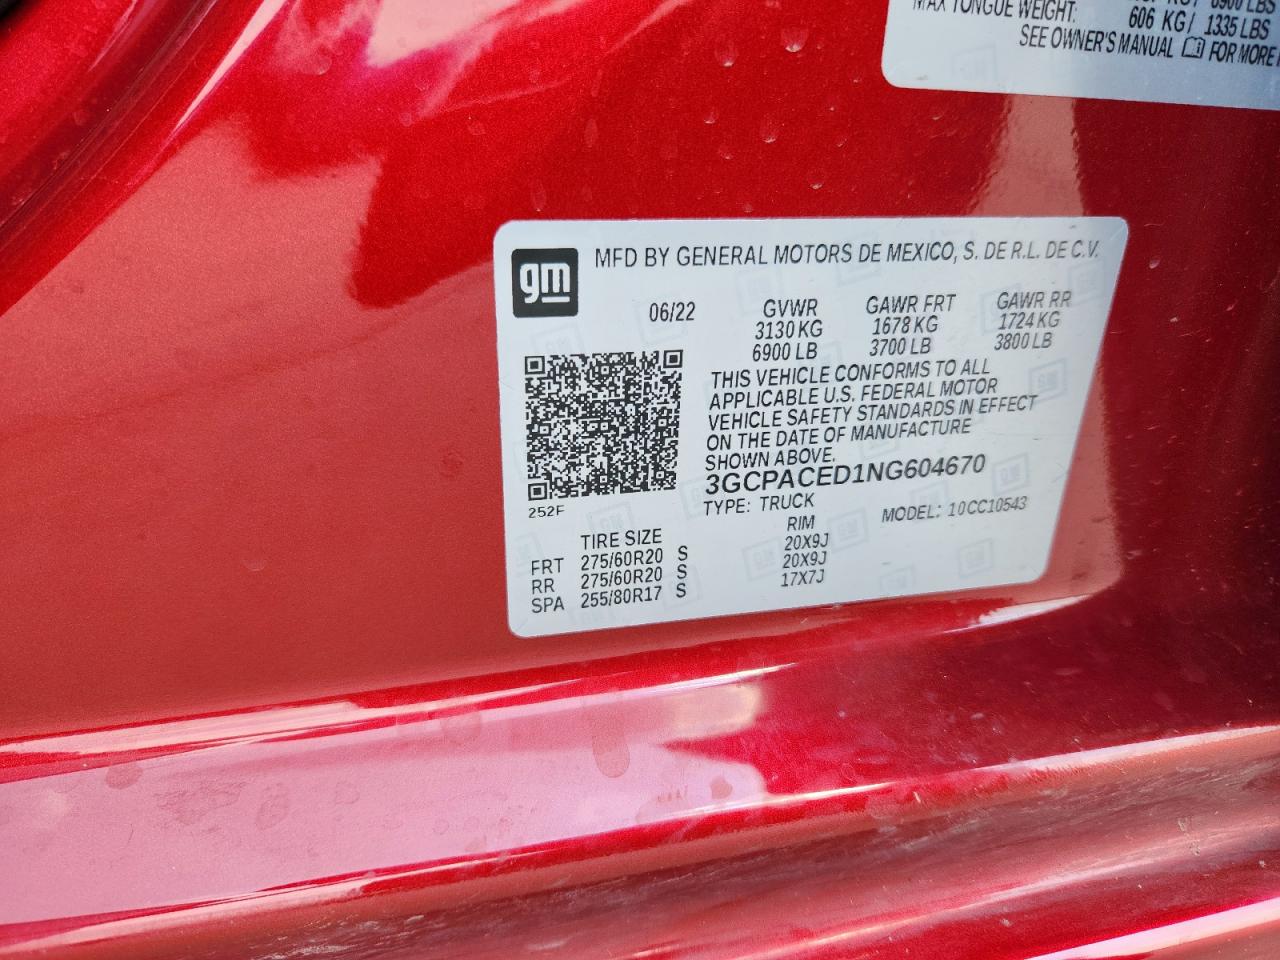 6900 LBS
MAX TONGUE WEIGHT: 606 KG/ 1335 LBS
SEE OWNER'S MANUAL FOR MORE
gm
MFD BY GENERAL MOTORS DE MEXICO, S. DE R.L. DE C.V.
06/22 GVWR GAWR FRT GAWR RR
3130 KG 1678 KG 1724 KG
6900 LB 3700 LB 3800 LB
THIS VEHICLE CONFORMS TO ALL
APPLICABLE U.S. FEDERAL MOTOR
VEHICLE SAFETY STANDARDS IN EFFECT
ON THE DATE OF MANUFACTURE
SHOWN ABOVE.
3GCPACED1NG604670
252F
TYPE: TRUCK MODEL: 10CC10543
TIRE SIZE RIM
FRT 275/60R20 S 20X9J
RR 275/60R20 S 20X9J
SPA 255/80R17 S 17X7J